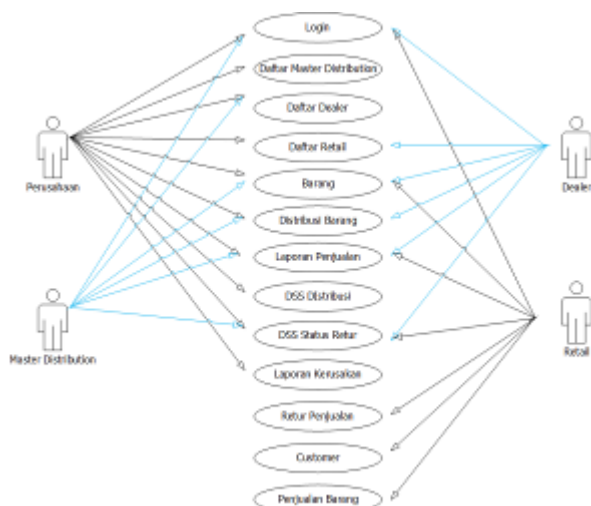 Login
Daftar Master Distribution
Daftar Dealer
Daftar Retail
Barang
Distribusi Barang
Laporan Penjualan
DSS Distribusi
DSS Status Retur
Laporan Kerusakan
Retur Penjualan
Customer
Penjualan Barang
Perusahaan
Master Distribution
Dealer
Retail